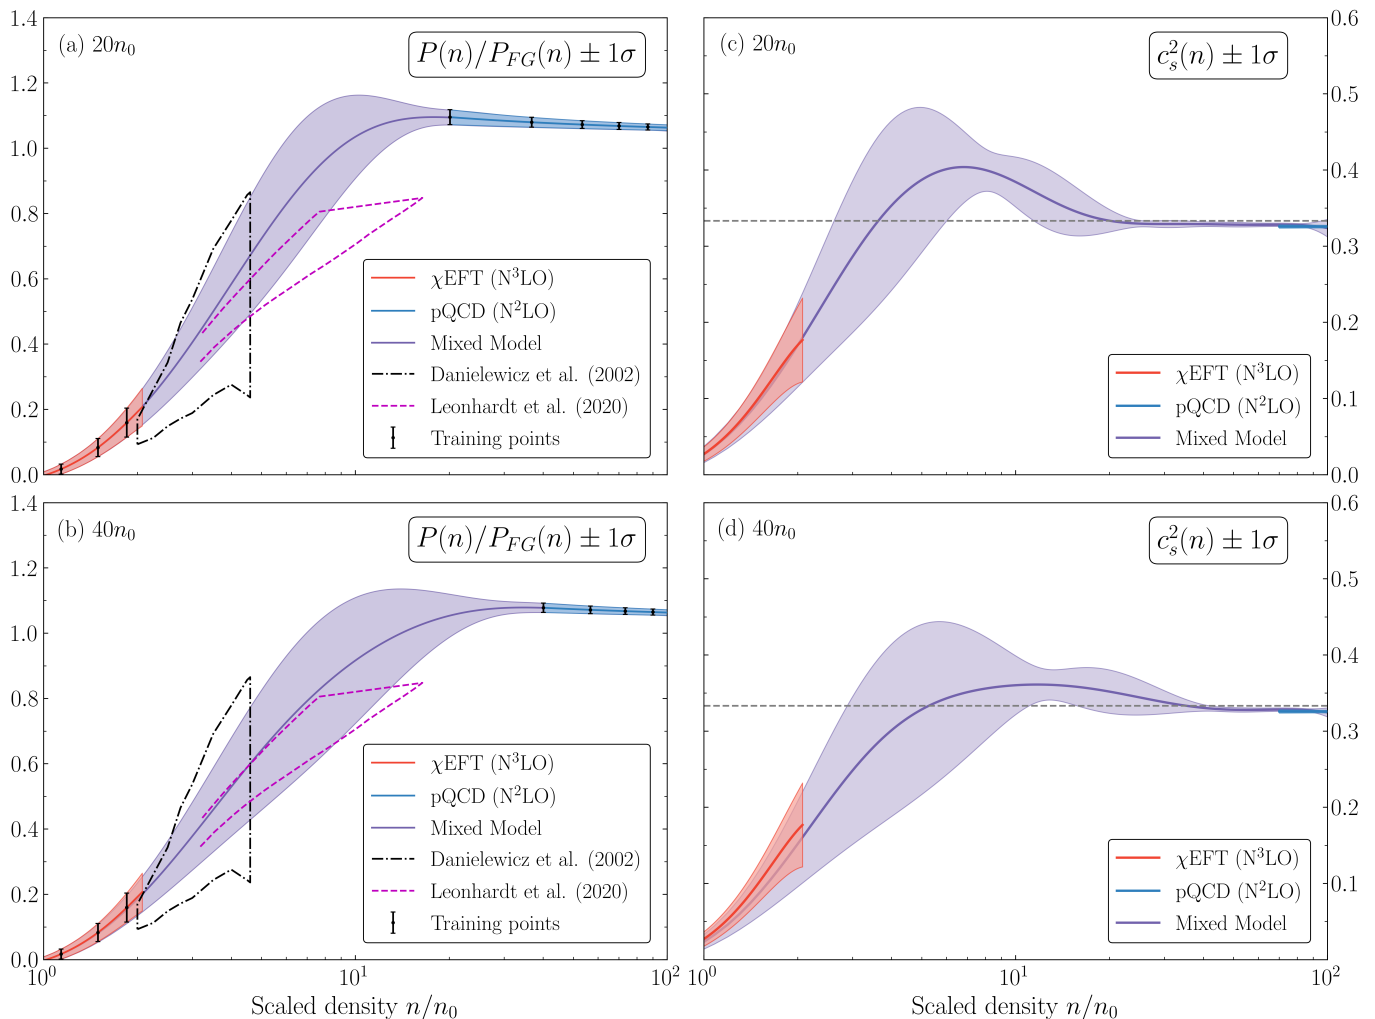 (a) 20n₀
P(n)/P_FG(n) ± 1σ
1.4
1.2
1.0
0.8
0.6
0.4
0.2
0.0
χEFT (N³LO)
pQCD (N²LO)
Mixed Model
Danielewicz et al. (2002)
Leonhardt et al. (2020)
Training points
(c) 20n₀
c_s²(n) ± 1σ
0.6
0.5
0.4
0.3
0.2
0.1
0.0
χEFT (N³LO)
pQCD (N²LO)
Mixed Model
(b) 40n₀
P(n)/P_FG(n) ± 1σ
1.4
1.2
1.0
0.8
0.6
0.4
0.2
0.0
χEFT (N³LO)
pQCD (N²LO)
Mixed Model
Danielewicz et al. (2002)
Leonhardt et al. (2020)
Training points
10⁰ 10¹ 10²
Scaled density n/n₀
(d) 40n₀
c_s²(n) ± 1σ
0.6
0.5
0.4
0.3
0.2
0.1
χEFT (N³LO)
pQCD (N²LO)
Mixed Model
10⁰ 10¹ 10²
Scaled density n/n₀